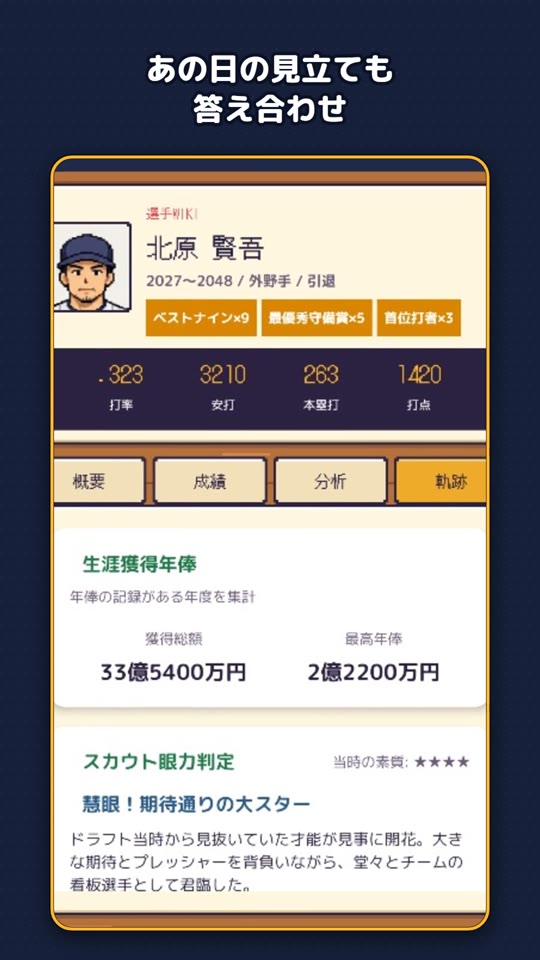 あの日の見立ても
答え合わせ
選手WIKI
北原 賢吾
2027〜2048 / 外野手 / 引退
ベストナイン×9 最優秀守備賞×5 首位打者×3
.323 3210 263 1420
打率 安打 本塁打 打点
概要 成績 分析 軌跡
生涯獲得年俸
年俸の記録がある年度を集計
獲得総額 最高年俸
33億5400万円 2億2200万円
スカウト眼力判定 当時の素質: ★★★★
慧眼！期待通りの大スター
ドラフト当時から見抜いていた才能が見事に開花。大き
な期待とプレッシャーを背負いながら、堂々とチームの
看板選手として君臨した。